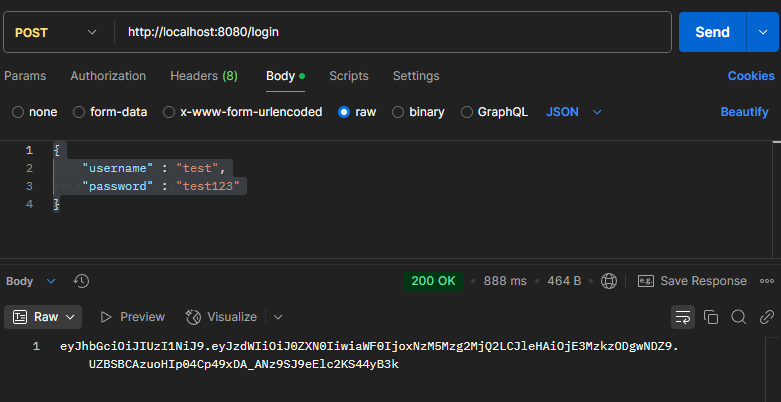 POST http://localhost:8080/login Send
Params Authorization Headers (8) Body Scripts Settings Cookies
none form-data x-www-form-urlencoded raw binary GraphQL JSON Beautify
1 {
2 "username" : "test",
3 "password" : "test123"
4 }
Body 200 OK 888 ms 464 B e.g. Save Response
Raw Preview Visualize
1 eyJhbGciOiJIUzI1NiJ9.eyJzdWIiOiJ0ZXN0IiwiaWF0IjoxNzM5Mzg2MjQ2LCJleHAiOjE3MzkzODgwNDZ9.
UZBSBCAzuoHIp04Cp49xDA_ANz9SJ9eElc2KS44yB3k